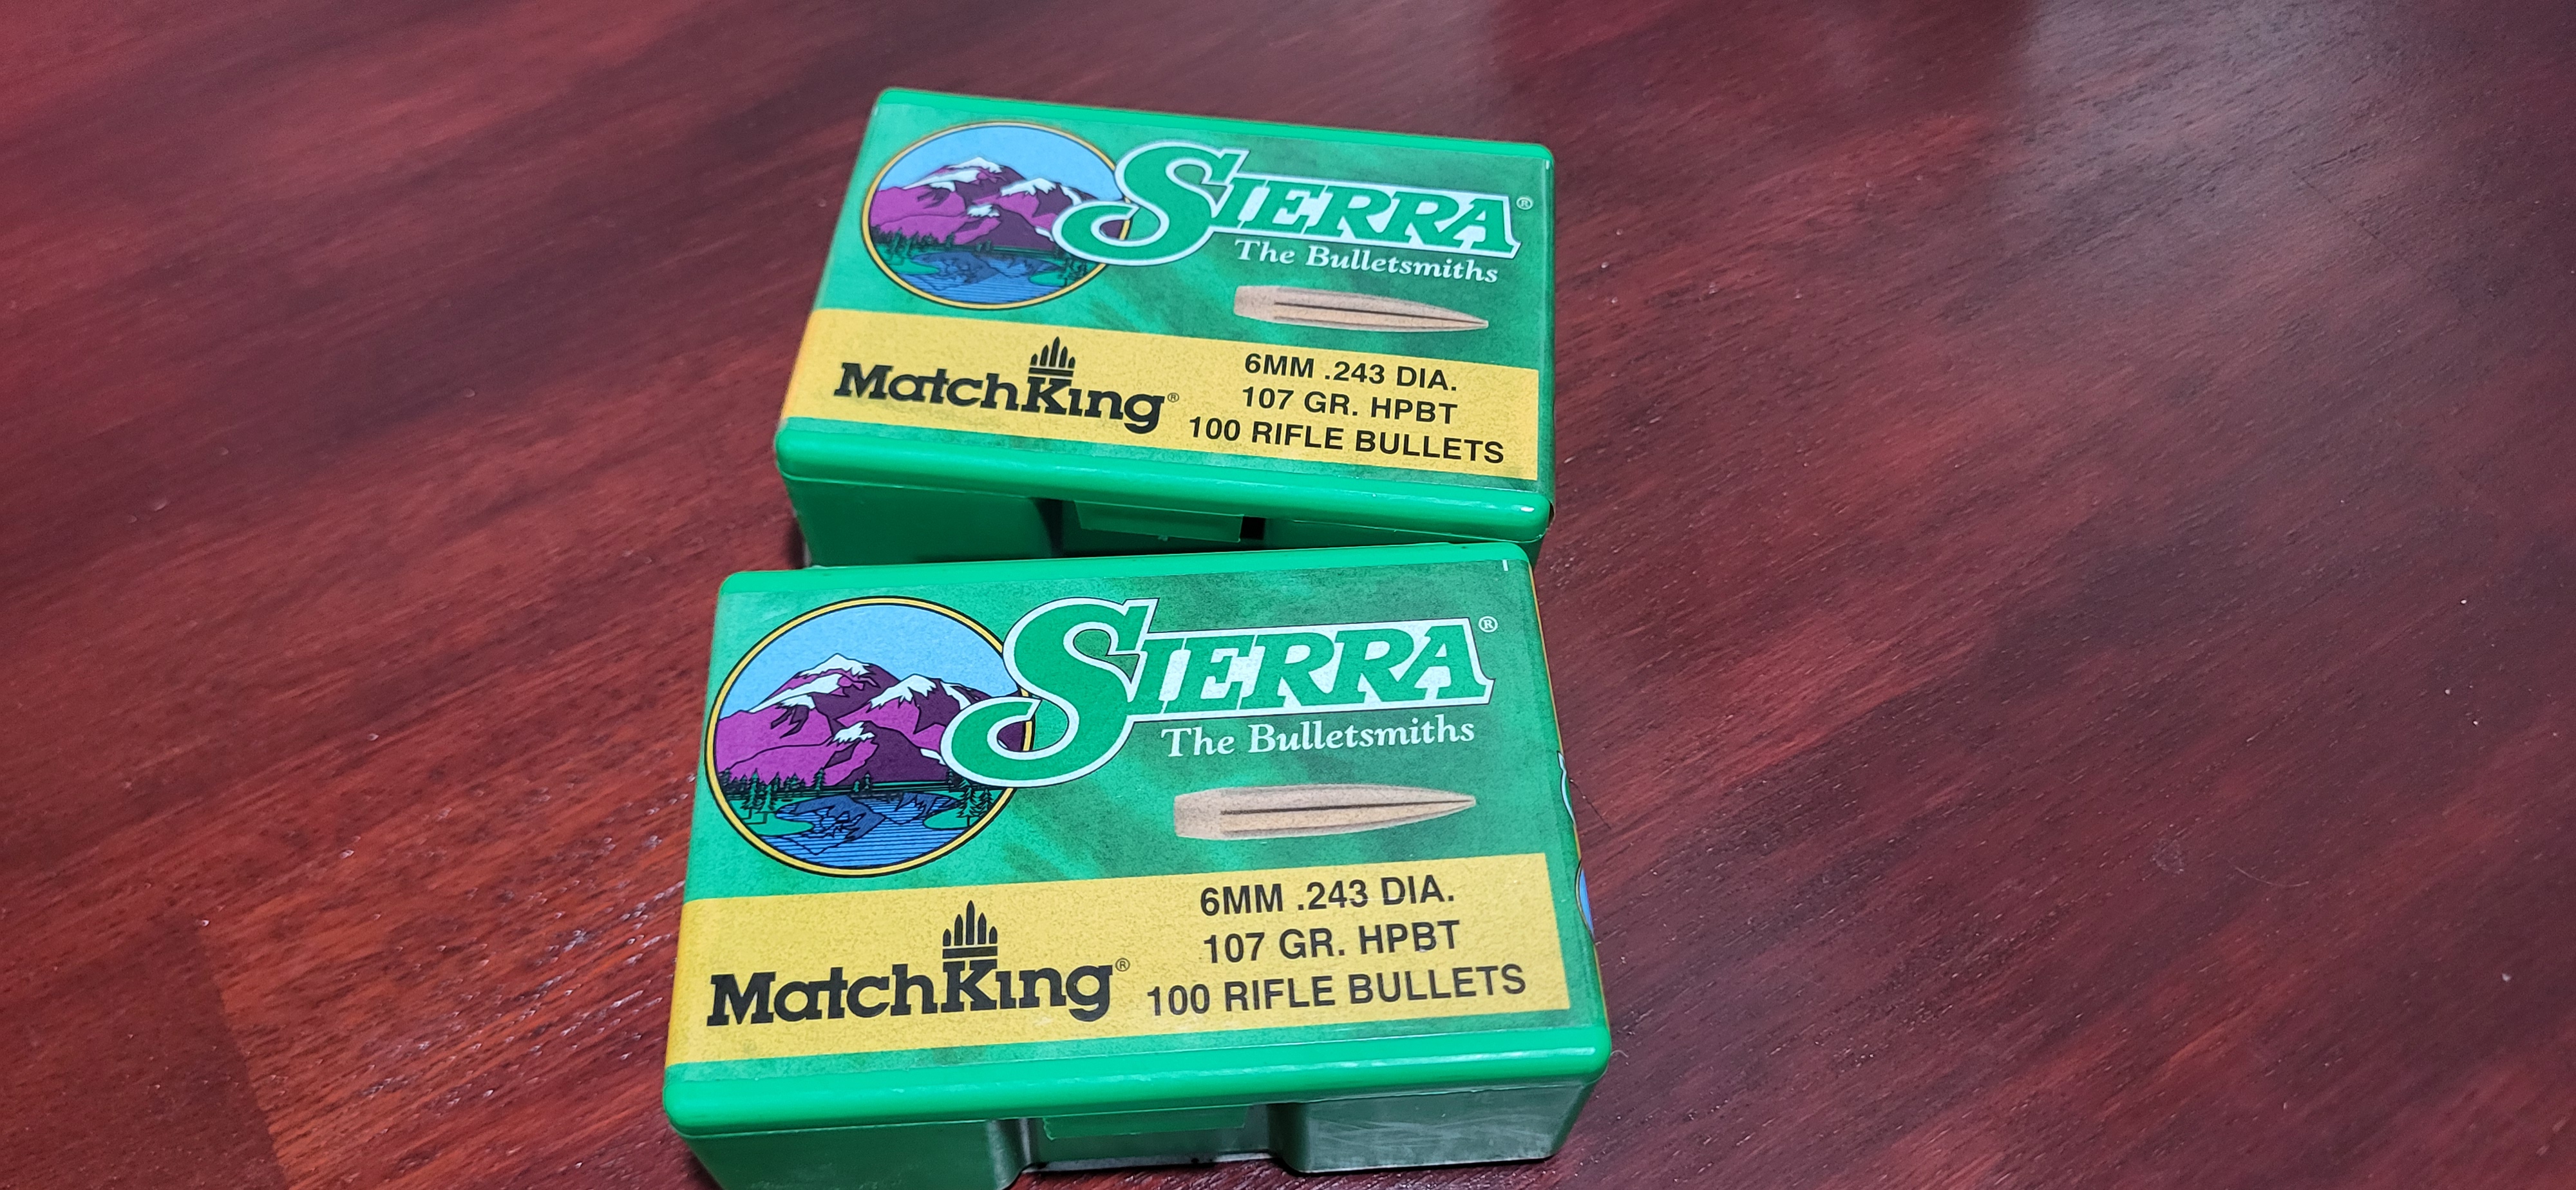 SIERRA®
The Bulletsmiths
MatchKing®
6MM .243 DIA.
107 GR. HPBT
100 RIFLE BULLETS
SIERRA®
The Bulletsmiths
MatchKing®
6MM .243 DIA.
107 GR. HPBT
100 RIFLE BULLETS